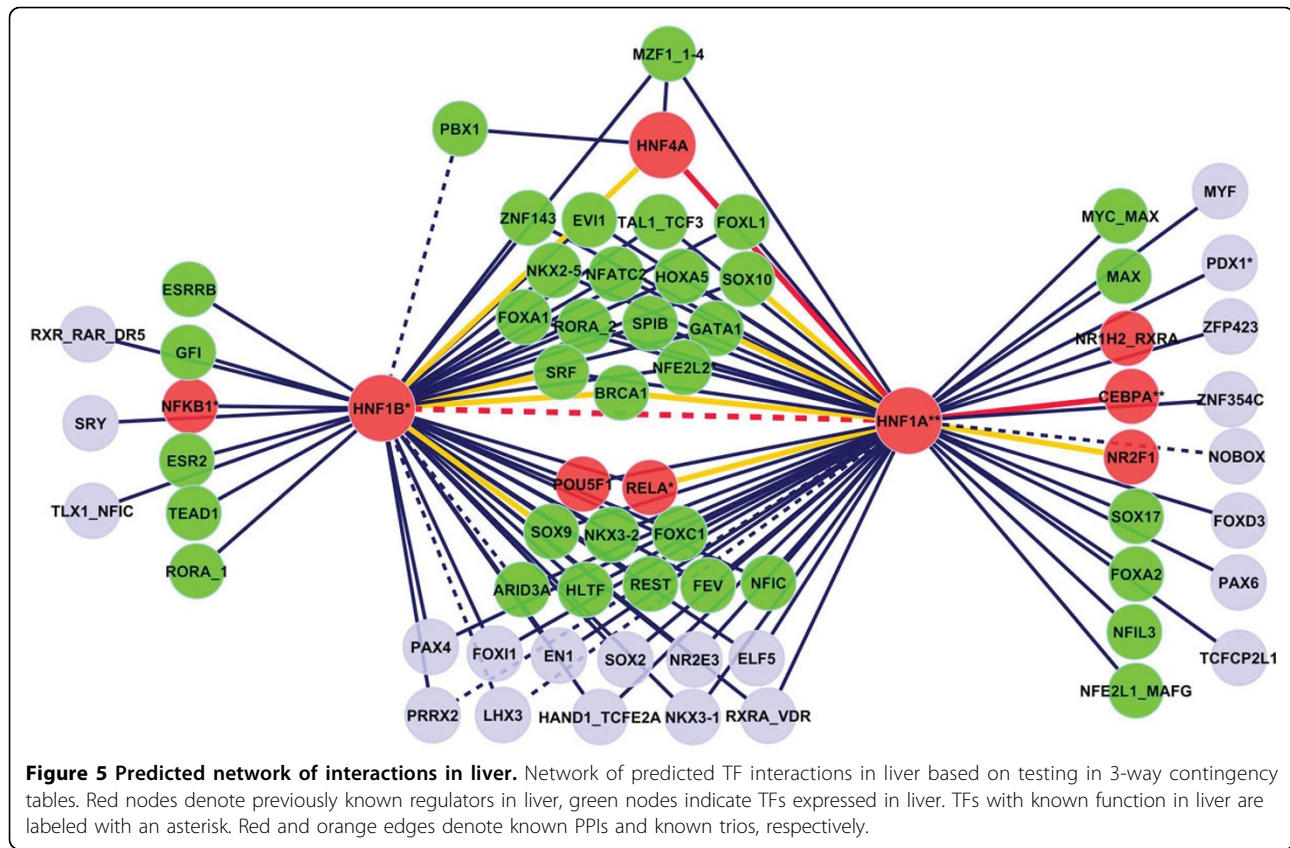 MZF1_1-4
PBX1
HNF4A
MYF
ZNF143
EVI1
TAL1_TCF3
FOXL1
MYC_MAX
PDX1*
NKX2-5
NFATC2
HOXA5
SOX10
MAX
ESRRB
FOXA1
RORA_2
SPIB
GATA1
ZFP423
RXR_RAR_DR5
GFI
NR1H2_RXRA
SRF
NFE2L2
BRCA1
NFKB1*
HNF1B*
HNF1A**
CEBPA**
ZNF354C
SRY
ESR2
NR2F1
NOBOX
POU5F1
RELA*
TLX1_NFIC
TEAD1
SOX9
NKX3-2
FOXC1
SOX17
FOXD3
RORA_1
ARID3A
HLTF
REST
FEV
NFIC
FOXA2
PAX6
PAX4
FOXI1
EN1
SOX2
NR2E3
ELF5
NFIL3
TCFCP2L1
PRRX2
LHX3
HAND1_TCFE2A
NKX3-1
RXRA_VDR
NFE2L1_MAFG
Figure 5 Predicted network of interactions in liver. Network of predicted TF interactions in liver based on testing in 3-way contingency
tables. Red nodes denote previously known regulators in liver, green nodes indicate TFs expressed in liver. TFs with known function in liver are
labeled with an asterisk. Red and orange edges denote known PPIs and known trios, respectively.